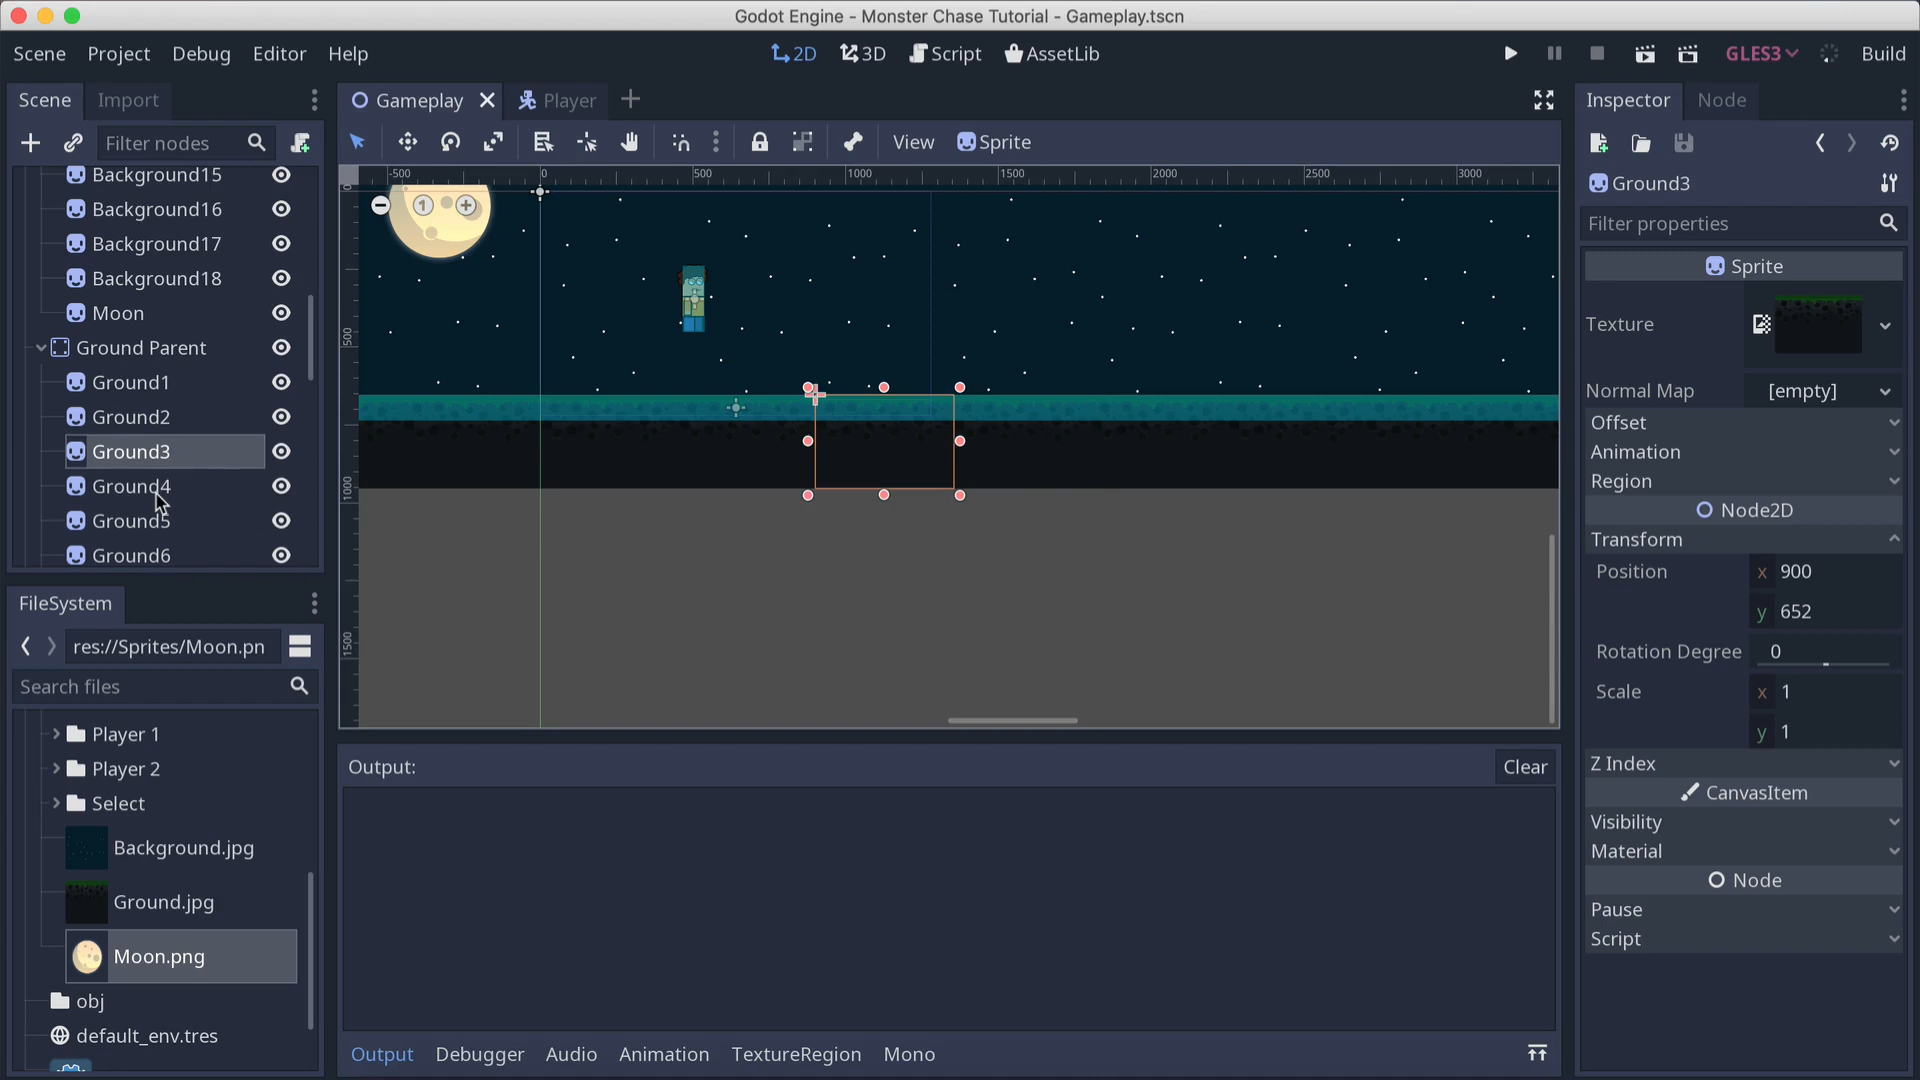 Godot Engine - Monster Chase Tutorial - Gameplay.tscn
Scene Project Debug Editor Help
2D 3D Script AssetLib
GLES3 Build
Scene Import
Filter nodes
Background15
Background16
Background17
Background18
Moon
Ground Parent
Ground1
Ground2
Ground3
Ground4
Ground5
Ground6
FileSystem
res://Sprites/Moon.pn
Search files
Player 1
Player 2
Select
Background.jpg
Ground.jpg
Moon.png
obj
default_env.tres
Gameplay Player
View Sprite
-500 0 500 1000 1500 2000 2500 3000
0
500
1000
1500
1
Output:
Clear
Output Debugger Audio Animation TextureRegion Mono
Inspector Node
Ground3
Filter properties
Sprite
Texture
Normal Map [empty]
Offset
Animation
Region
Node2D
Transform
Position x 900
y 652
Rotation Degree 0
Scale x 1
y 1
Z Index
CanvasItem
Visibility
Material
Node
Pause
Script